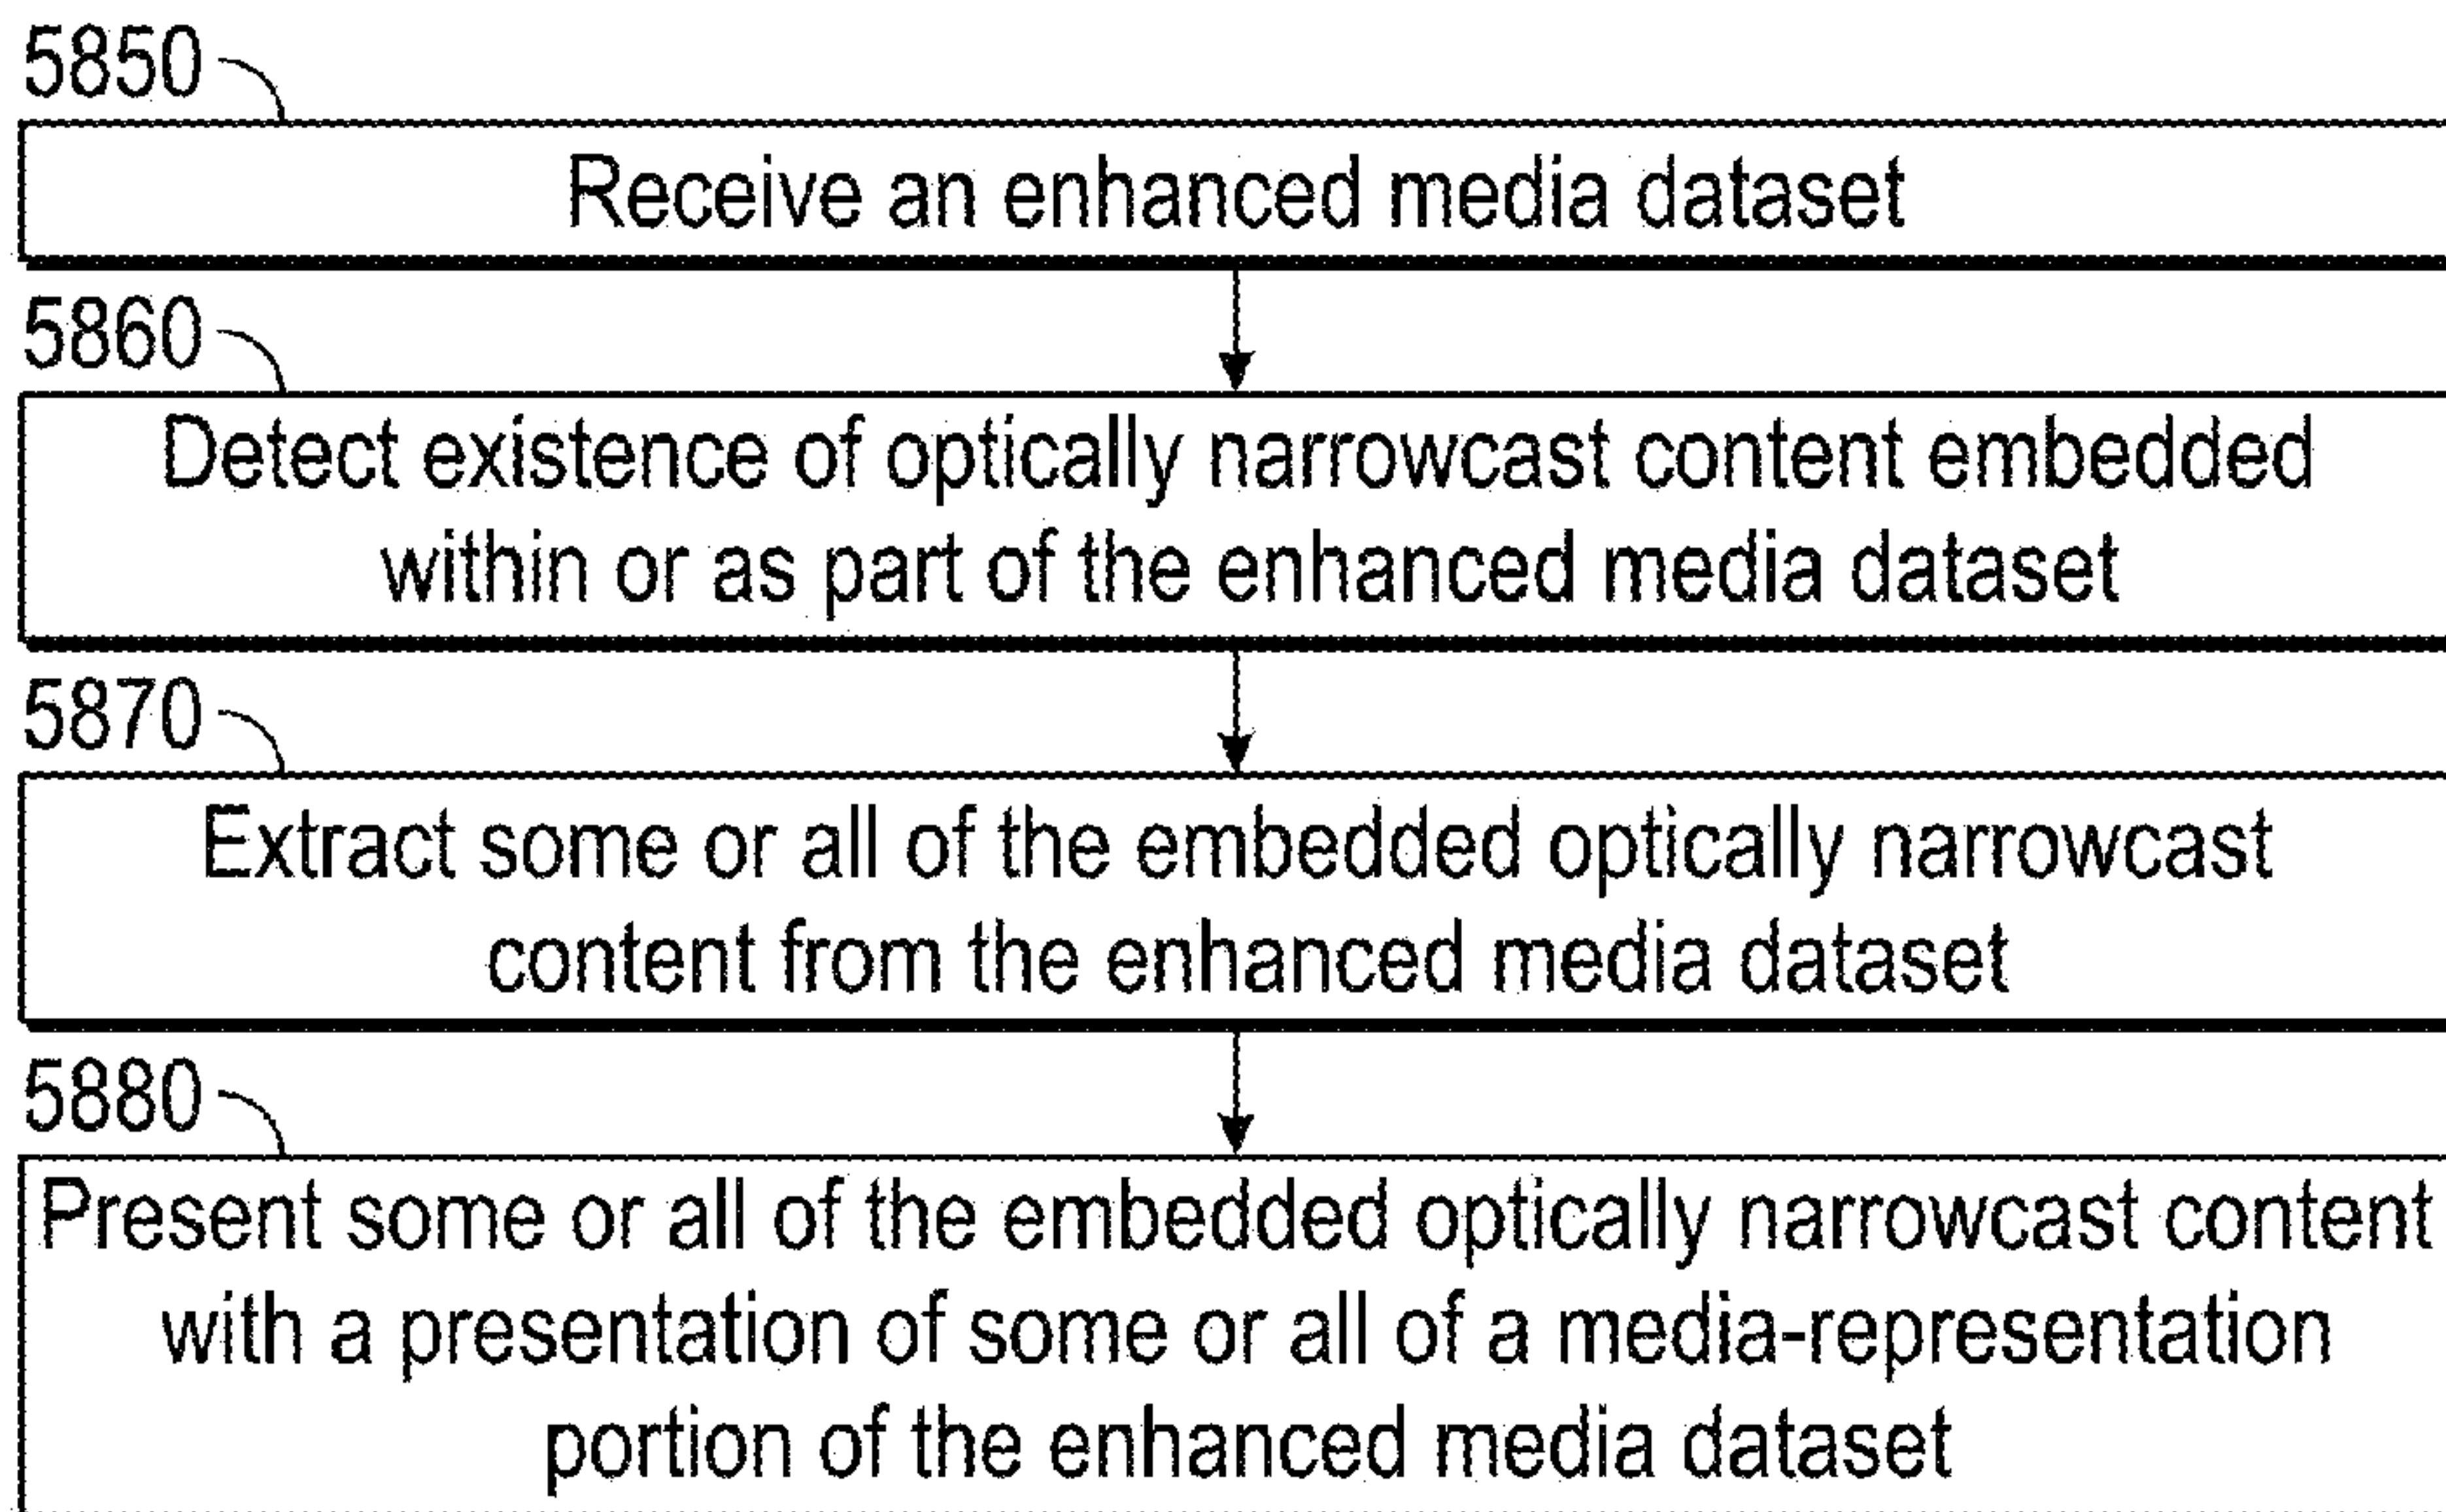 5850
Receive an enhanced media dataset
5860
Detect existence of optically narrowcast content embedded
within or as part of the enhanced media dataset
5870
Extract some or all of the embedded optically narrowcast
content from the enhanced media dataset
5880
Present some or all of the embedded optically narrowcast content
with a presentation of some or all of a media-representation
portion of the enhanced media dataset